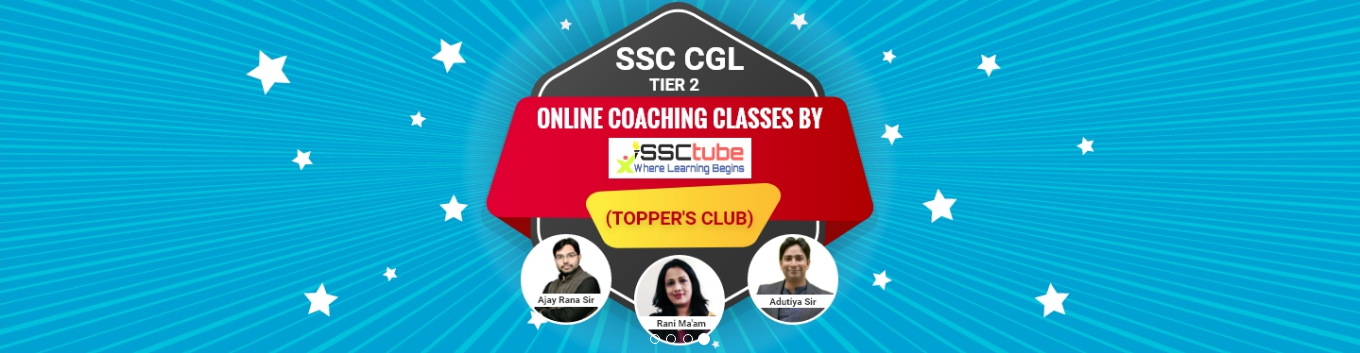 SSC CGL
TIER 2
ONLINE COACHING CLASSES BY
SSCtube
Where Learning Begins
(TOPPER'S CLUB)
Ajay Rana Sir
Rani Ma'am
Adutiya Sir